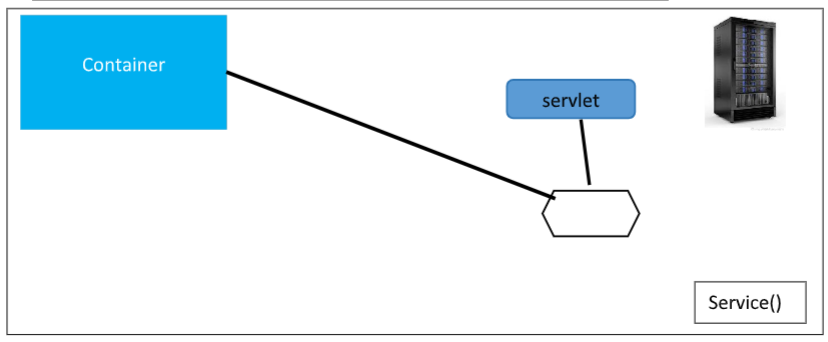 Container
servlet
Service()